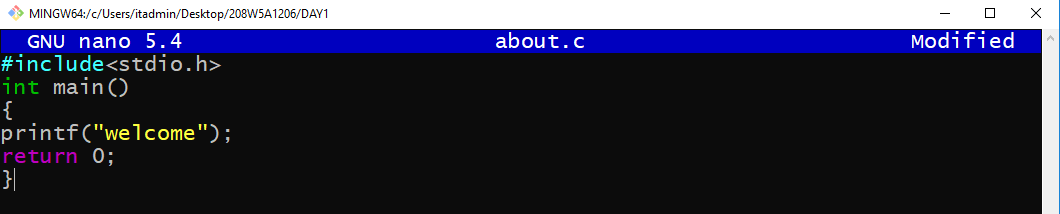 MINGW64:/c/Users/itadmin/Desktop/208W5A1206/DAY1
GNU nano 5.4 about.c Modified
#include<stdio.h>
int main()
{
printf("welcome");
return 0;
}